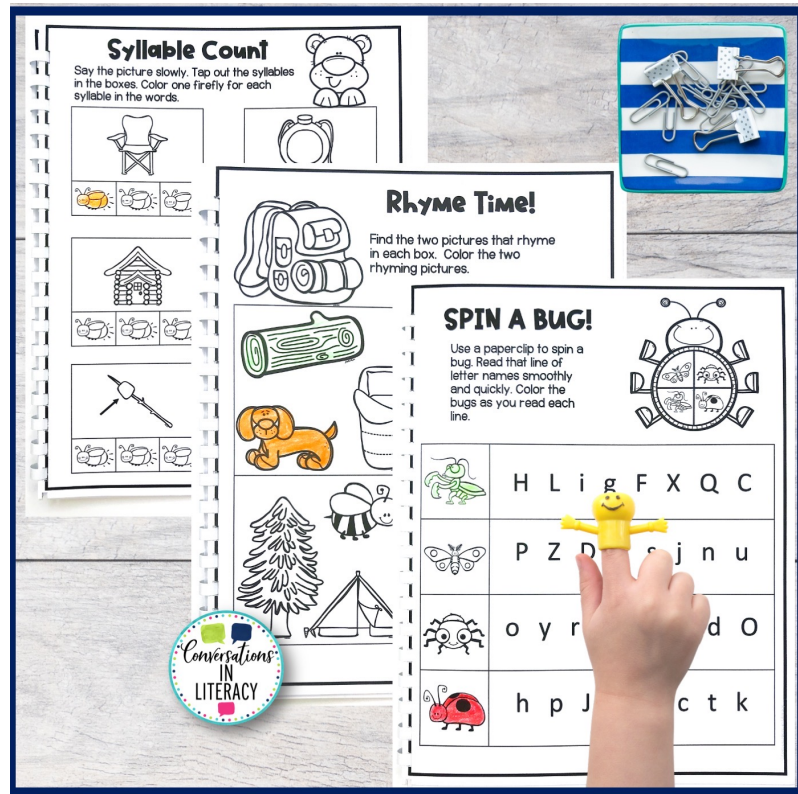 Syllable Count
Say the picture slowly. Tap out the syllables
in the boxes. Color one firefly for each
syllable in the words.
Rhyme Time!
Find the two pictures that rhyme
in each box. Color the two
rhyming pictures.
SPIN A BUG!
Use a paperclip to spin a
bug. Read that line of
letter names smoothly
and quickly. Color the
bugs as you read each
line.
H L i g F X Q C
P Z D s j n u
o y r d O
h p J c t k
Conversations
IN
LITERACY